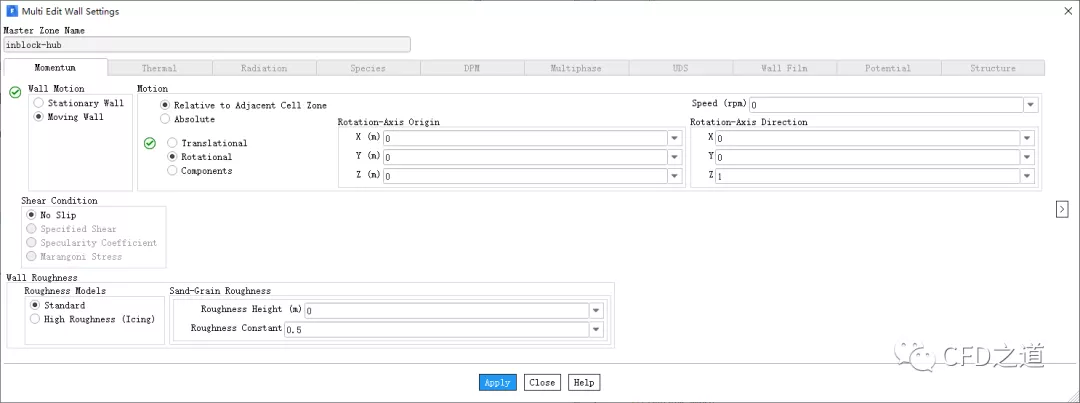 Multi Edit Wall Settings
Master Zone Name
inblock-hub
Momentum Thermal Radiation Species DPM Multiphase UDS Wall Film Potential Structure
Wall Motion
Stationary Wall
Moving Wall
Motion
Relative to Adjacent Cell Zone
Absolute
Translational
Rotational
Components
Speed (rpm) 0
Rotation-Axis Origin
X (m) 0
Y (m) 0
Z (m) 0
Rotation-Axis Direction
X 0
Y 0
Z 1
Shear Condition
No Slip
Specified Shear
Specularity Coefficient
Marangoni Stress
Wall Roughness
Roughness Models
Standard
High Roughness (Icing)
Sand-Grain Roughness
Roughness Height (m) 0
Roughness Constant 0.5
CFD之道
Apply Close Help